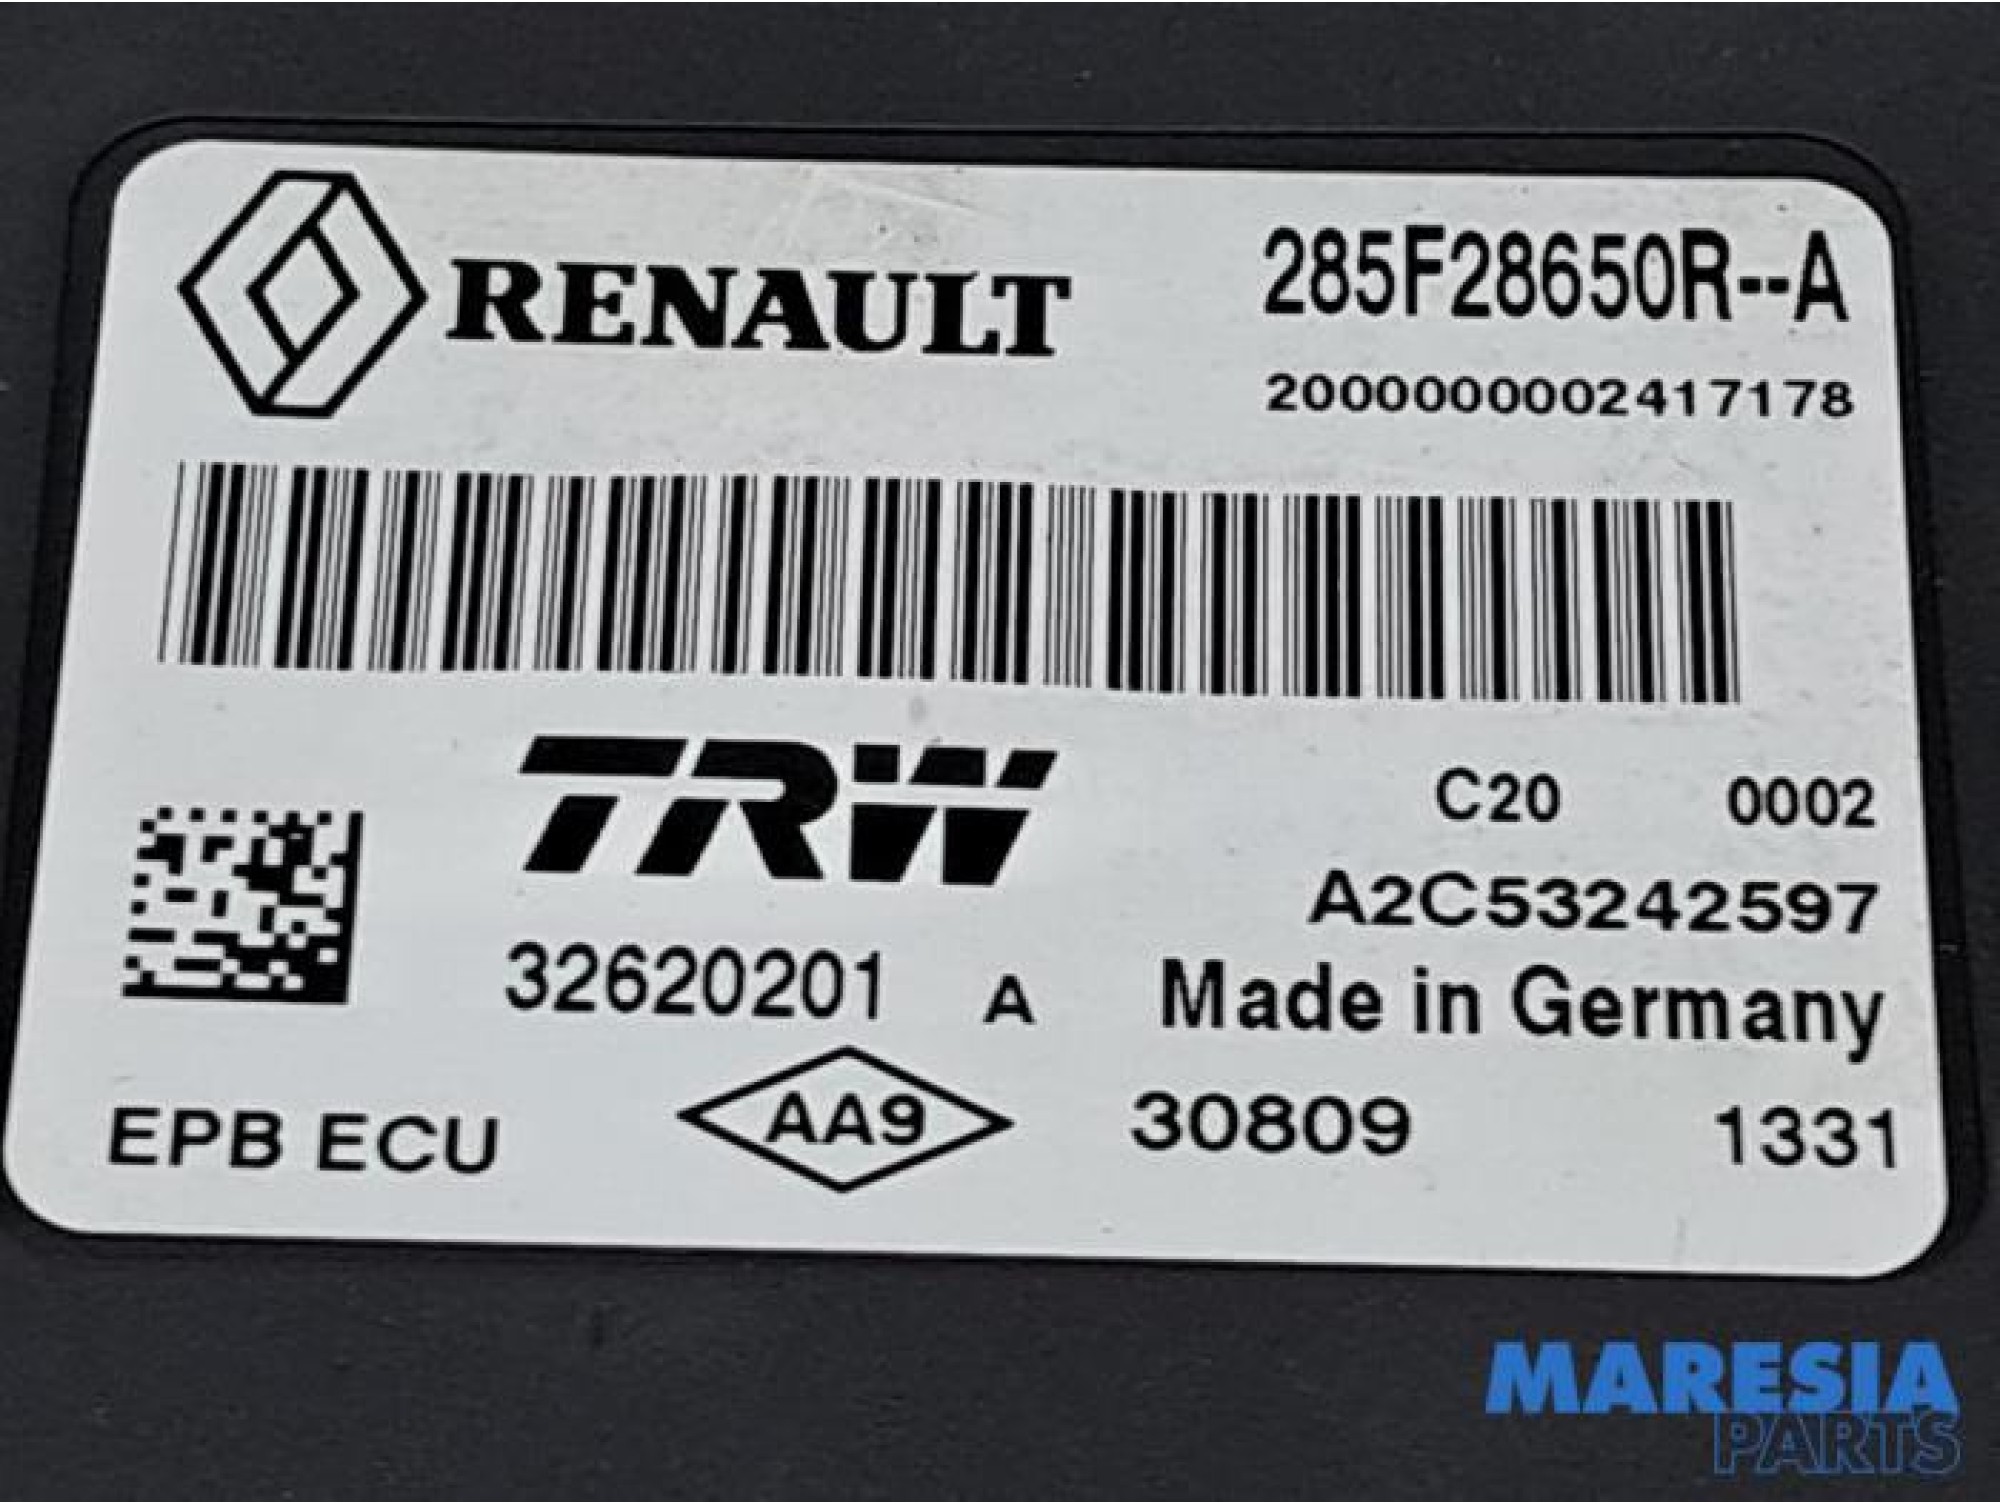 RENAULT
285F28650R--A
2000000002417178
TRW
C20 0002
A2C53242597
32620201 A
Made in Germany
EPB ECU
AA9
30809 1331
MARESIA
PARTS